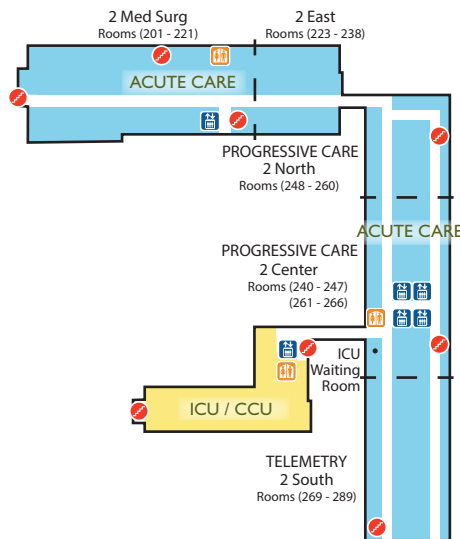 2 Med Surg
Rooms (201 - 221)
2 East
Rooms (223 - 238)
ACUTE CARE
PROGRESSIVE CARE
2 North
Rooms (248 - 260)
ACUTE CARE
PROGRESSIVE CARE
2 Center
Rooms (240 - 247)
(261 - 266)
ICU
Waiting
Room
ICU / CCU
TELEMETRY
2 South
Rooms (269 - 289)